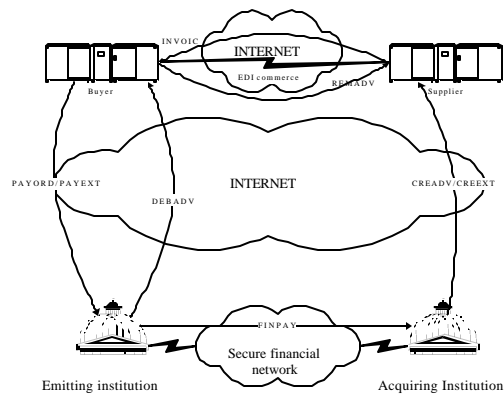 INVOIC
INTERNET
EDI commerce
REMADV
Buyer
Supplier
PAYORD/PAYEXT
INTERNET
CREADV/CREEXT
DEBADV
FINPAY
Secure financial
network
Emitting institution
Acquiring Institution